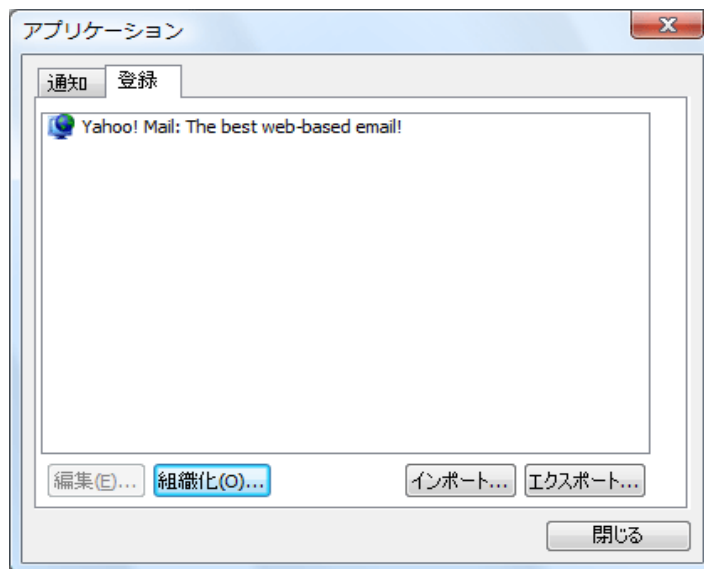 アプリケーション
通知 登録
Yahoo! Mail: The best web-based email!
編集(E)... 組織化(O)... インポート... エクスポート...
閉じる